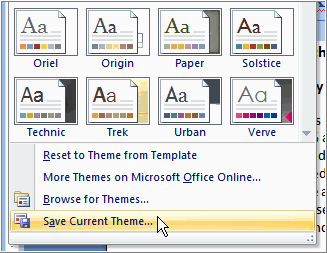 Aa Aa Aa Aa
Oriel Origin Paper Solstice
Aa Aa Aa Aa
Technic Trek Urban Verve
Reset to Theme from Template
More Themes on Microsoft Office Online...
Browse for Themes...
Save Current Theme...